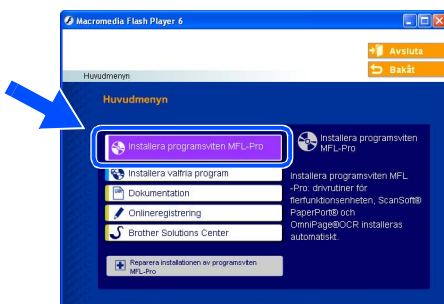 Macromedia Flash Player 6
Avsluta
Bakåt
Huvudmenyn
Huvudmenyn
Installera programsviten MFL-Pro
Installera valfria program
Dokumentation
Onlineregistrering
Brother Solutions Center
Reparera installationen av programsviten
MFL-Pro
Installera programsviten
MFL-Pro
Installera programsviten MFL
-Pro: drivrutiner för
flerfunktionsenheten, ScanSoft®
PaperPort® och
OmniPage®OCR installeras
automatiskt.